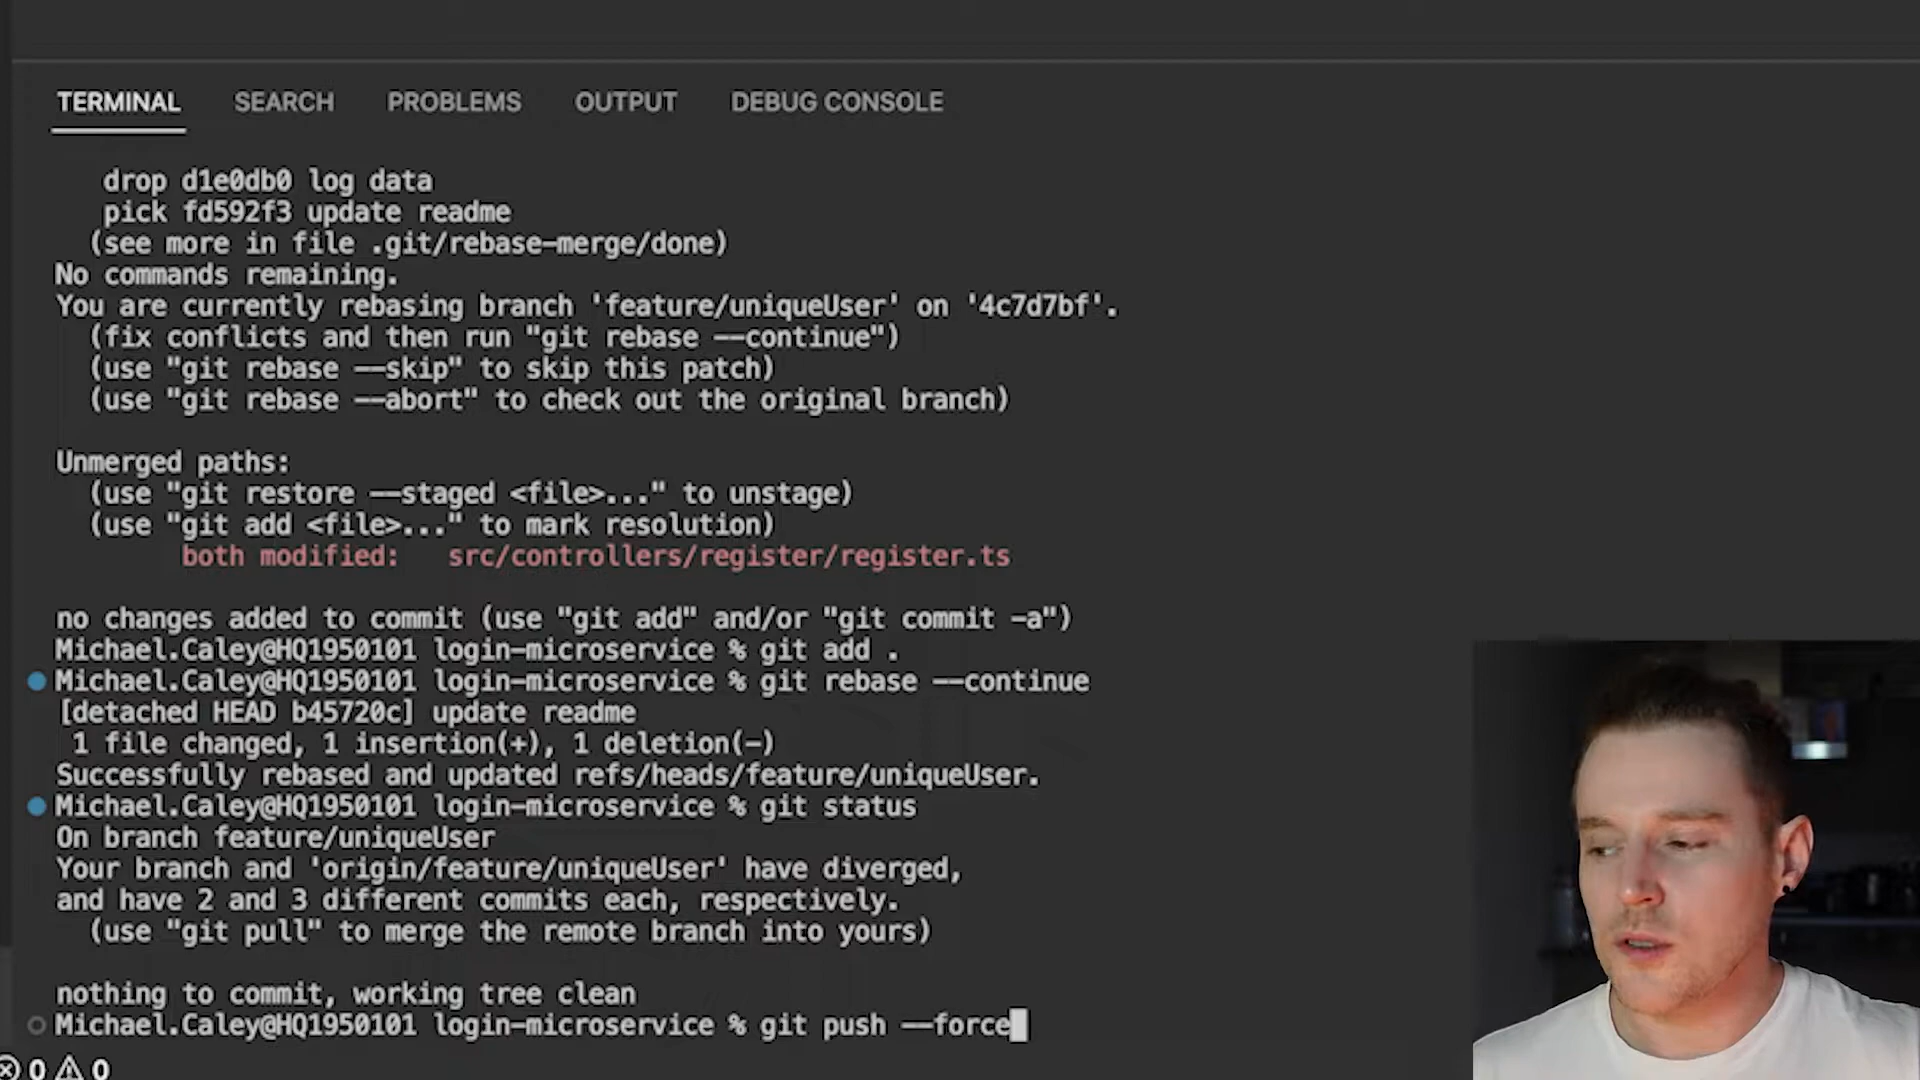 TERMINAL SEARCH PROBLEMS OUTPUT DEBUG CONSOLE
drop d1e0db0 log data
pick fd592f3 update readme
(see more in file .git/rebase-merge/done)
No commands remaining.
You are currently rebasing branch 'feature/uniqueUser' on '4c7d7bf'.
(fix conflicts and then run "git rebase --continue")
(use "git rebase --skip" to skip this patch)
(use "git rebase --abort" to check out the original branch)
Unmerged paths:
(use "git restore --staged <file>..." to unstage)
(use "git add <file>..." to mark resolution)
both modified: src/controllers/register/register.ts
no changes added to commit (use "git add" and/or "git commit -a")
Michael.Caley@HQ1950101 login-microservice % git add .
Michael.Caley@HQ1950101 login-microservice % git rebase --continue
[detached HEAD b45720c] update readme
1 file changed, 1 insertion(+), 1 deletion(-)
Successfully rebased and updated refs/heads/feature/uniqueUser.
Michael.Caley@HQ1950101 login-microservice % git status
On branch feature/uniqueUser
Your branch and 'origin/feature/uniqueUser' have diverged,
and have 2 and 3 different commits each, respectively.
(use "git pull" to merge the remote branch into yours)
nothing to commit, working tree clean
Michael.Caley@HQ1950101 login-microservice % git push --force
0 0